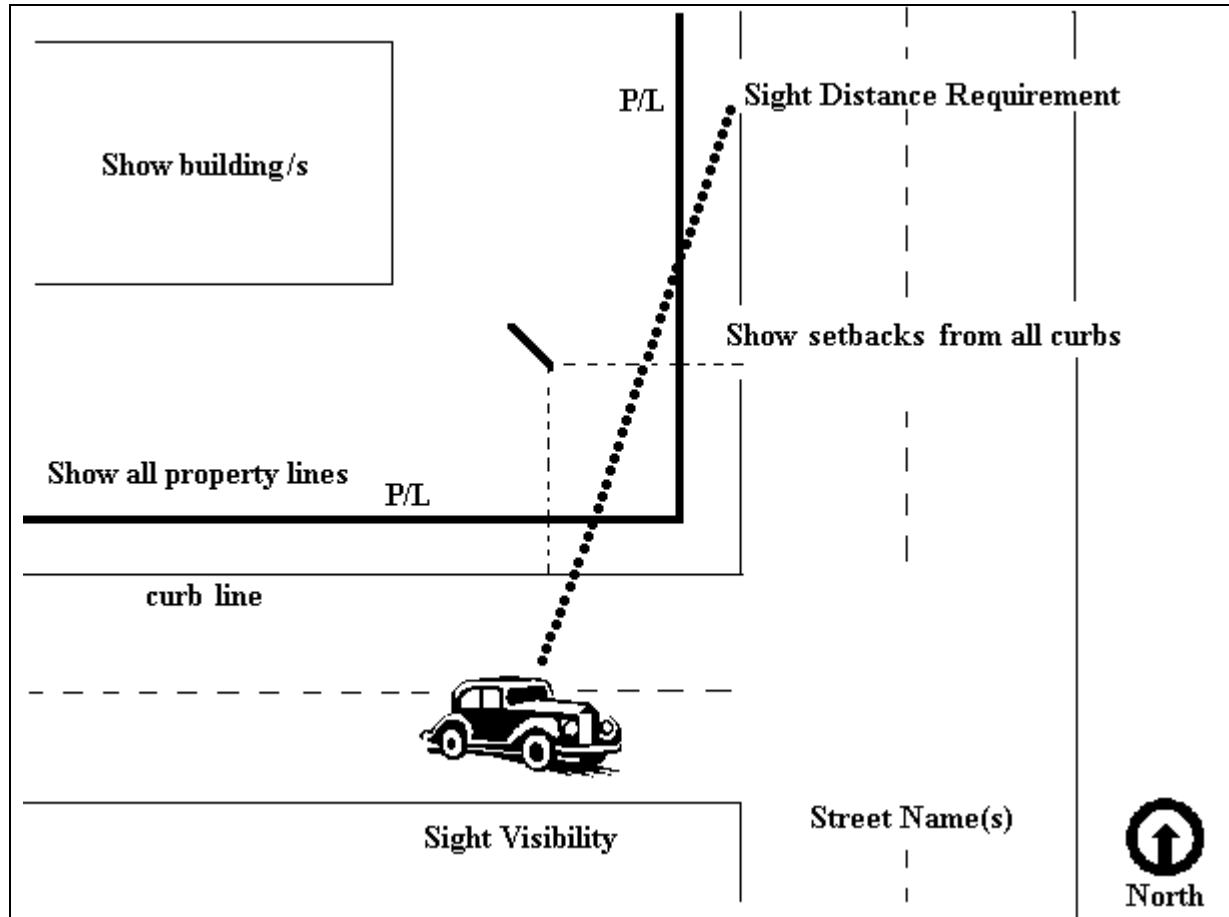 P/L
Sight Distance Requirement
Show building/s
Show setbacks from all curbs
Show all property lines
P/L
curb line
Street Name(s)
Sight Visibility
North